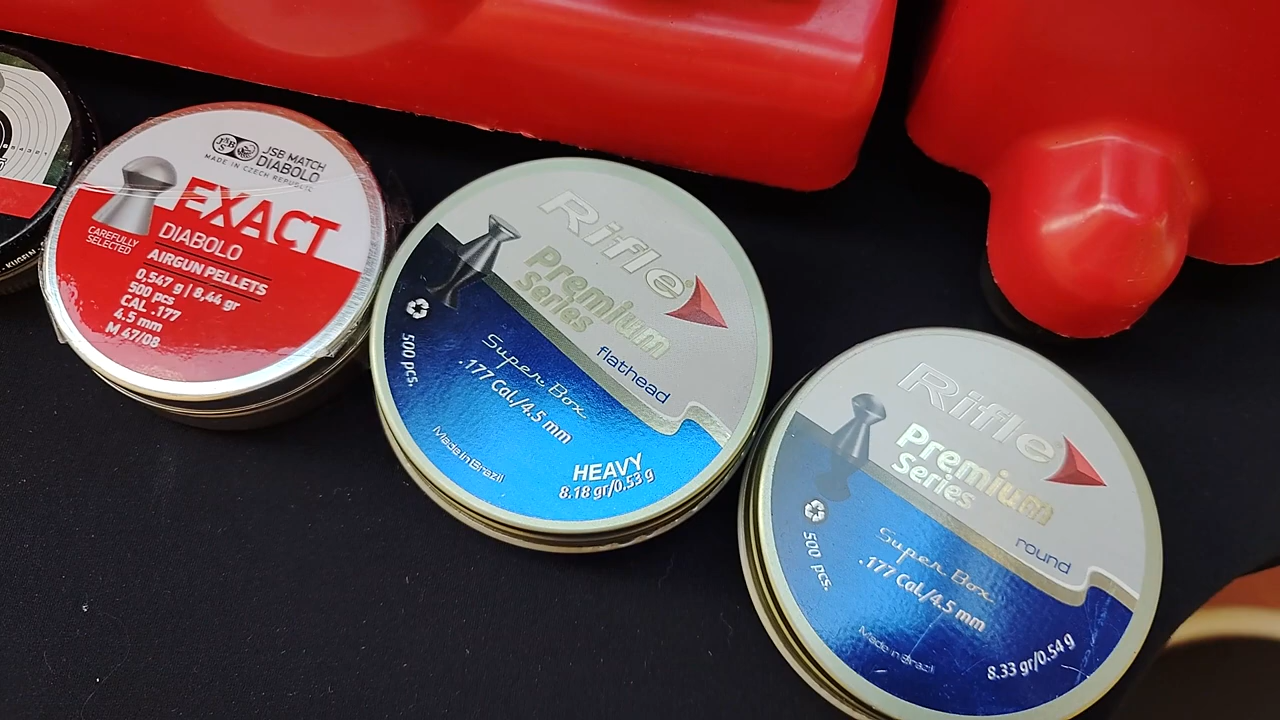 JSB MATCH
DIABOLO
MADE IN CZECH REPUBLIC
EXACT
DIABOLO
CAREFULLY
SELECTED
AIRGUN PELLETS
0,547 g | 8,44 gr
500 pcs
CAL .177
4.5 mm
M 47/08
Rifle
Premium
Series
flathead
Super Box
.177 Cal./4.5 mm
500 pcs.
Made in Brazil
HEAVY
8.18 gr/0.53 g
Rifle
Premium
Series
round
Super Box
.177 Cal./4.5 mm
500 pcs.
Made in Brazil
8.33 gr/0.54 g